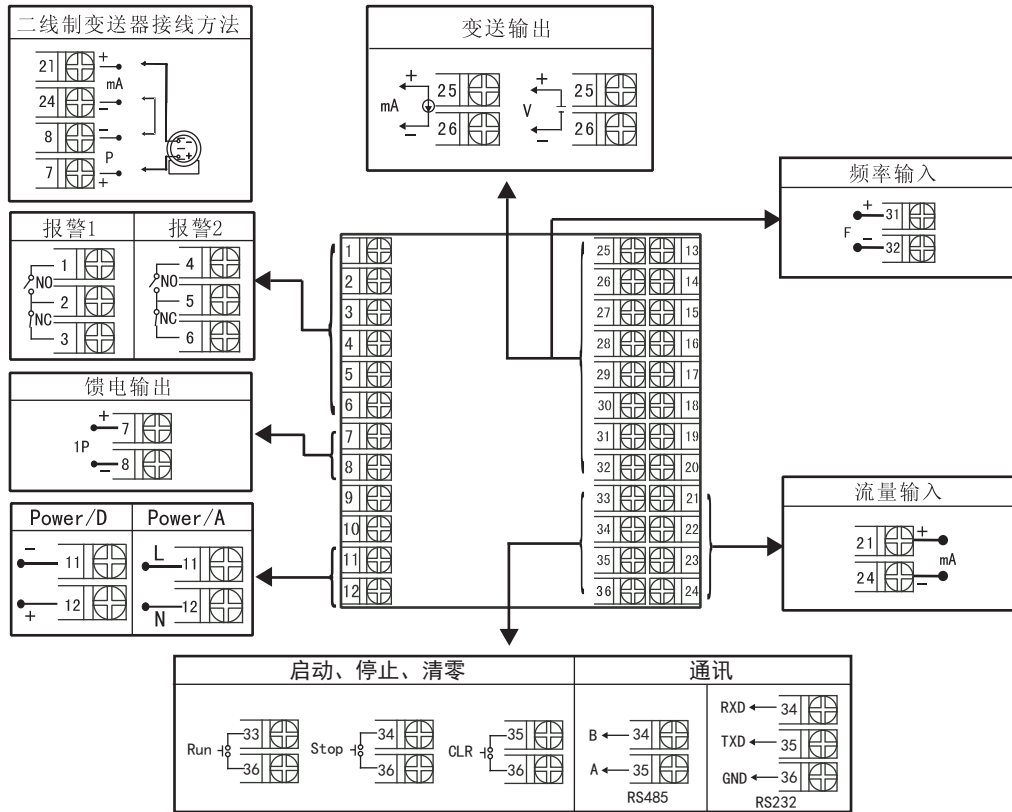 二线制变送器接线方法
21 +
mA
24 −
8 −
P
7 +
变送输出
+ 25
mA
− 26
+ 25
V
− 26
频率输入
+ 31
F
− 32
报警1 报警2
1 4
NO NO
2 5
NC NC
3 6
馈电输出
+ 7
1P
− 8
Power/D Power/A
− 11 L 11
+ 12 N 12
1 25 13
2 26 14
3 27 15
4 28 16
5 29 17
6 30 18
7 31 19
8 32 20
9 33 21
10 34 22
11 35 23
12 36 24
流量输入
21 +
mA
24 −
启动、停止、清零 通讯
33 34 35
Run Stop CLR
36 36 36
B 34
A 35
RS485
RXD 34
TXD 35
GND 36
RS232